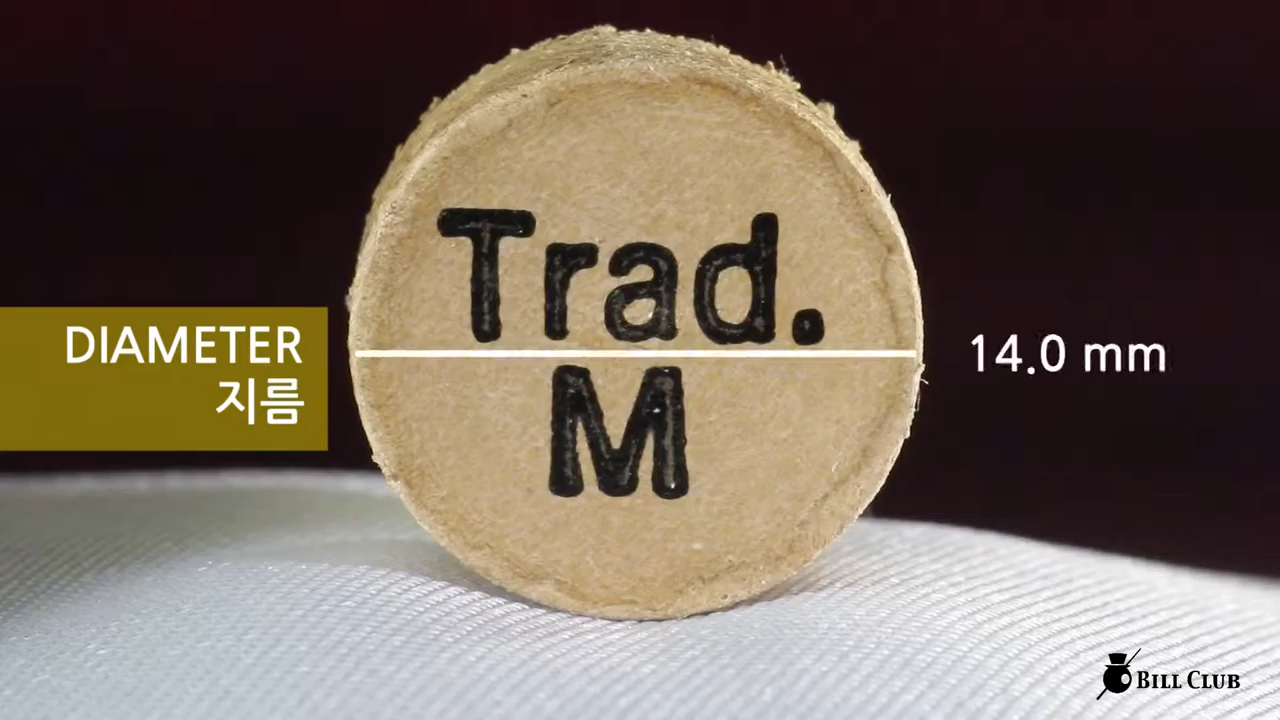 Trad.
M
DIAMETER
지름
14.0 mm
BILL CLUB